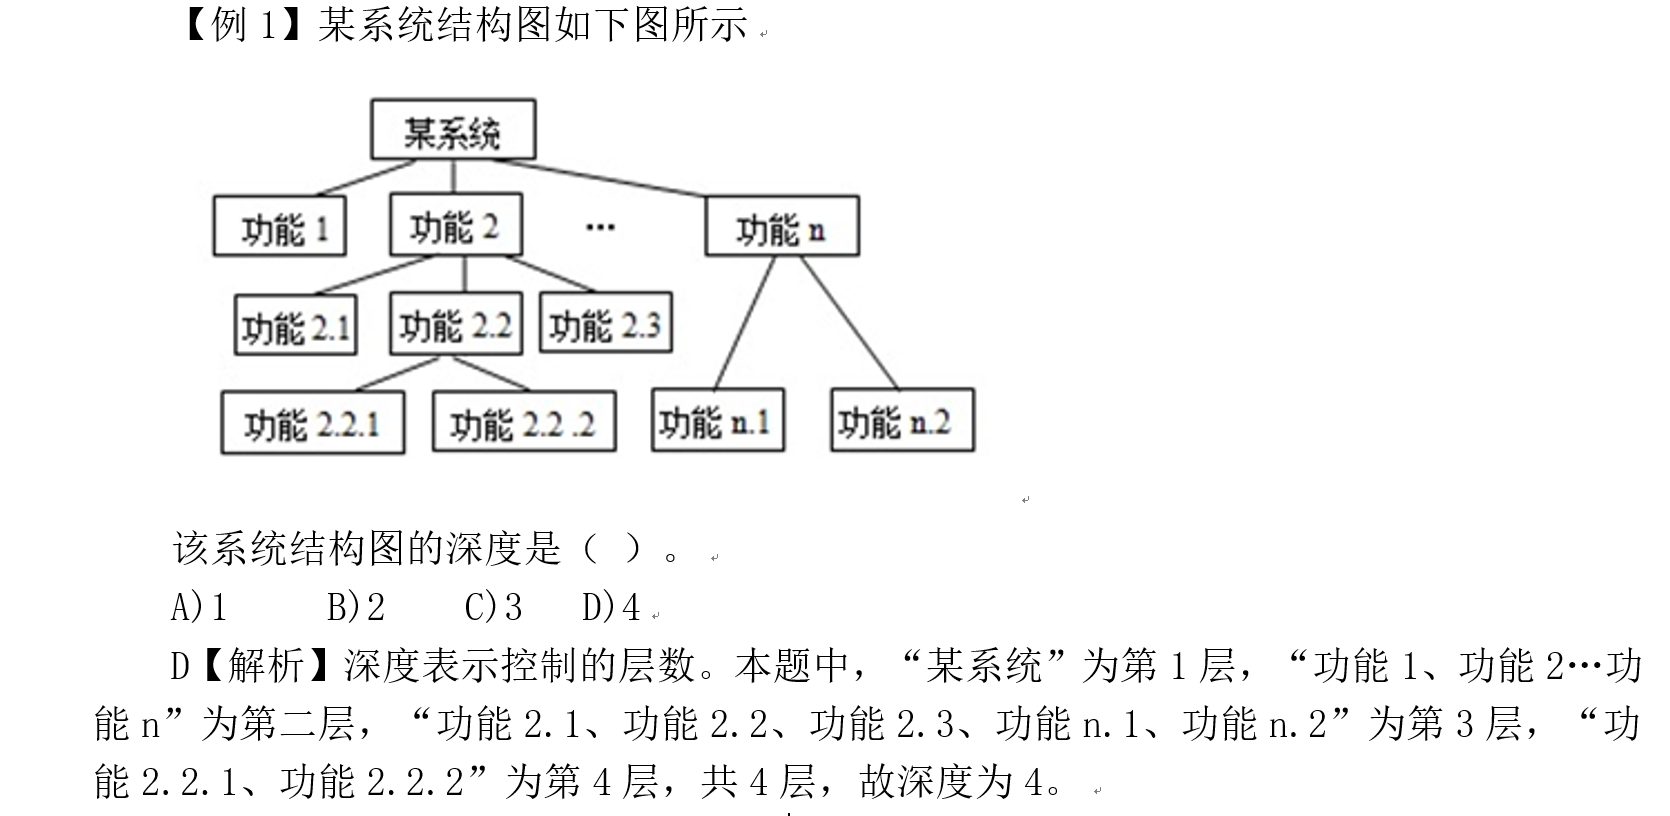 【例1】某系统结构图如下图所示
某系统
功能 1 功能 2 … 功能 n
功能 2.1 功能 2.2 功能 2.3
功能 2.2.1 功能 2.2 .2 功能 n.1 功能 n.2
该系统结构图的深度是（ ）。
A)1 B)2 C)3 D)4
D【解析】深度表示控制的层数。本题中，“某系统”为第1层，“功能1、功能2…功
能n”为第二层，“功能2.1、功能2.2、功能2.3、功能n.1、功能n.2”为第3层，“功
能2.2.1、功能2.2.2”为第4层，共4层，故深度为4。